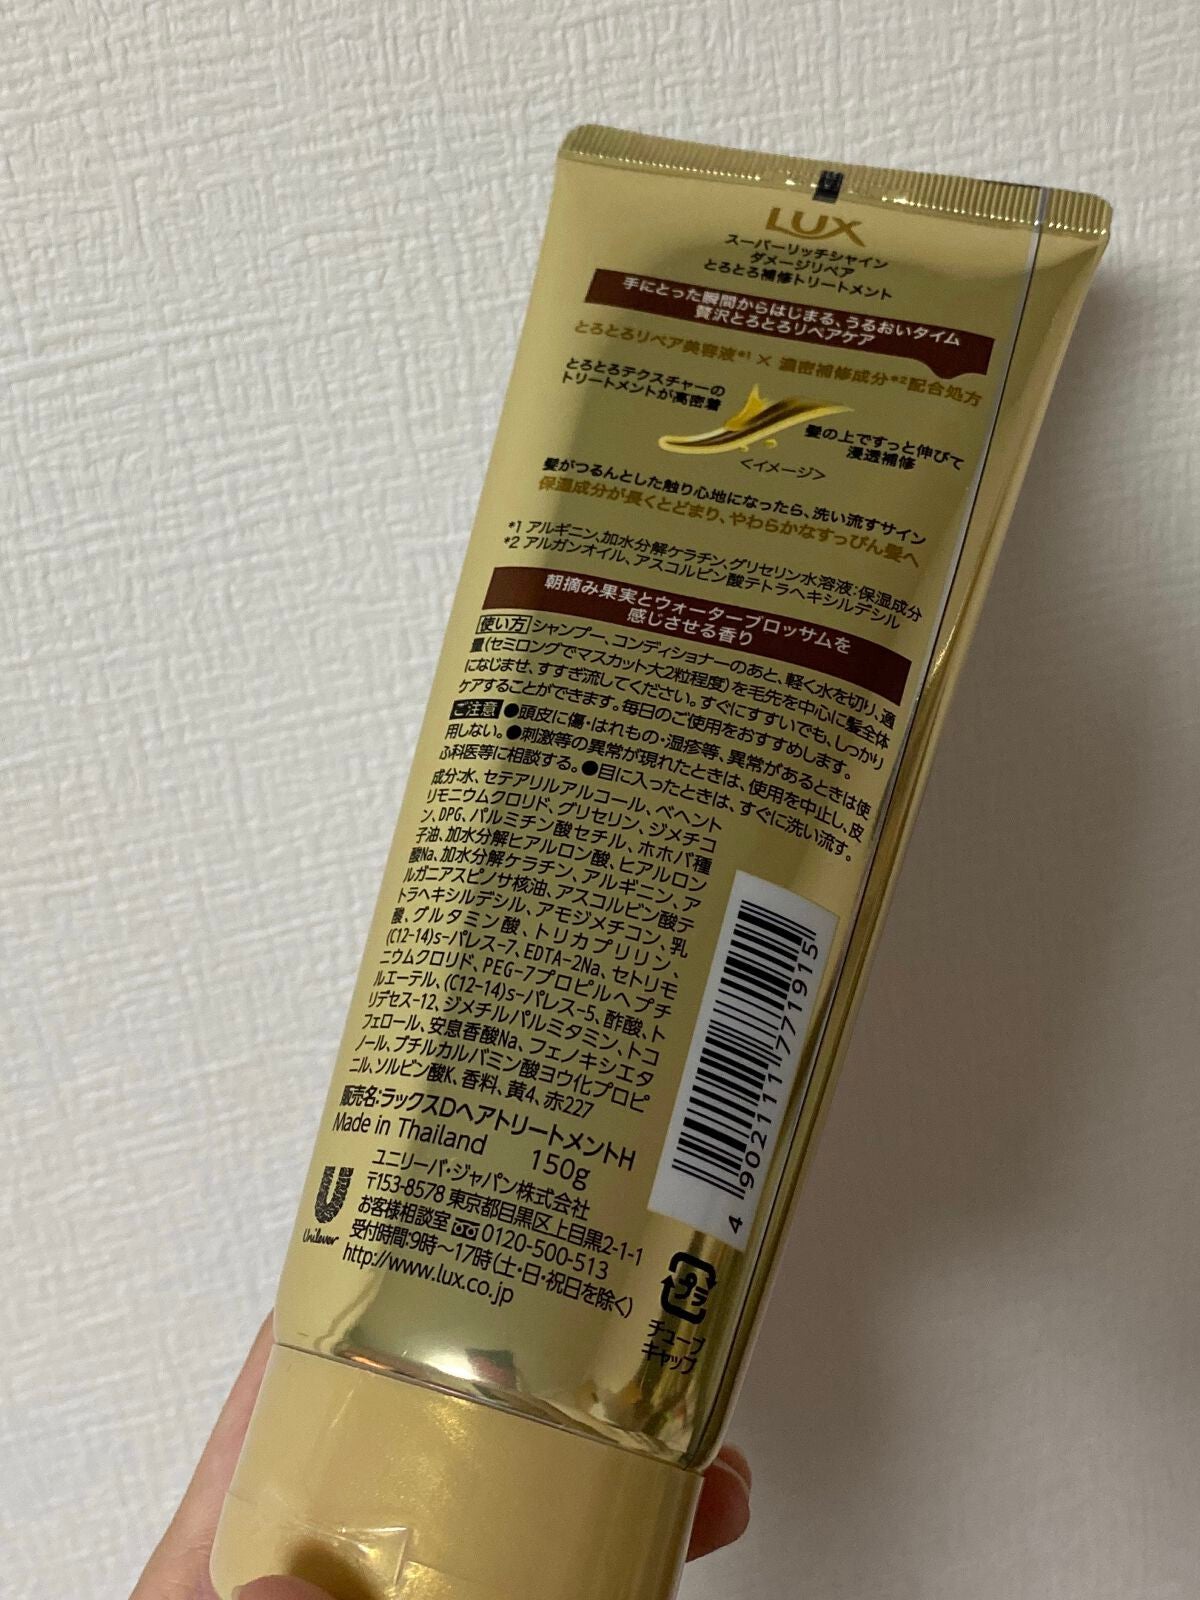 LUX
スーパーリッチシャイン
ダメージリペア
とろとろ補修トリートメント
手にとった瞬間からはじまる、うるおいタイム
贅沢とろとろリペアケア
とろとろリペア美容液*1 × 濃密補修成分*2配合処方
とろとろテクスチャーの
トリートメントが高密着
髪の上ですっと伸びて
浸透補修
<イメージ>
髪がつるんとした触り心地になったら、洗い流すサイン
保湿成分が長くとどまり、やわらかなすっぴん髪へ
*1 アルギニン、加水分解ケラチン、グリセリン水溶液:保湿成分
*2 アルガンオイル、アスコルビン酸テトラヘキシルデシル
朝摘み果実とウォーターブロッサムを
感じさせる香り
使い方 シャンプー、コンディショナーのあと、軽く水を切り、適
量(セミロングでマスカット大2粒程度)を毛先を中心に髪全体
になじませ、すすぎ流してください。すぐにすすいでも、しっかり
ケアすることができます。毎日のご使用をおすすめします。
ご注意 ●頭皮に傷・はれもの・湿疹等、異常があるときは使
用しない。●刺激等の異常が現れたときは、使用を中止し、皮
ふ科医等に相談する。●目に入ったときは、すぐに洗い流す。
成分:水、セテアリルアルコール、ベヘント
リモニウムクロリド、グリセリン、ジメチコ
ン、DPG、パルミチン酸セチル、ホホバ種
子油、加水分解ヒアルロン酸、ヒアルロン
酸Na、加水分解ケラチン、アルギニン、ア
ルガニアスピノサ核油、アスコルビン酸テ
トラヘキシルデシル、アモジメチコン、乳
酸、グルタミン酸、トリカプリリン、
(C12-14)s-パレス-7、EDTA-2Na、セトリモ
ニウムクロリド、PEG-7プロピルヘプチ
ルエーテル、(C12-14)s-パレス-5、酢酸、ト
リデセス-12、ジメチルパルミタミン、トコ
フェロール、安息香酸Na、フェノキシエタ
ノール、ブチルカルバミン酸ヨウ化プロピ
ニル、ソルビン酸K、香料、黄4、赤227
販売名:ラックスDヘアトリートメントH
Made in Thailand 150g
ユニリーバ・ジャパン株式会社
〒153-8578 東京都目黒区上目黒2-1-1
お客様相談室 0120-500-513
受付時間:9時～17時(土・日・祝日を除く)
http://www.lux.co.jp
Unilever
4 902111 771915
プラ
チューブ
キャップ